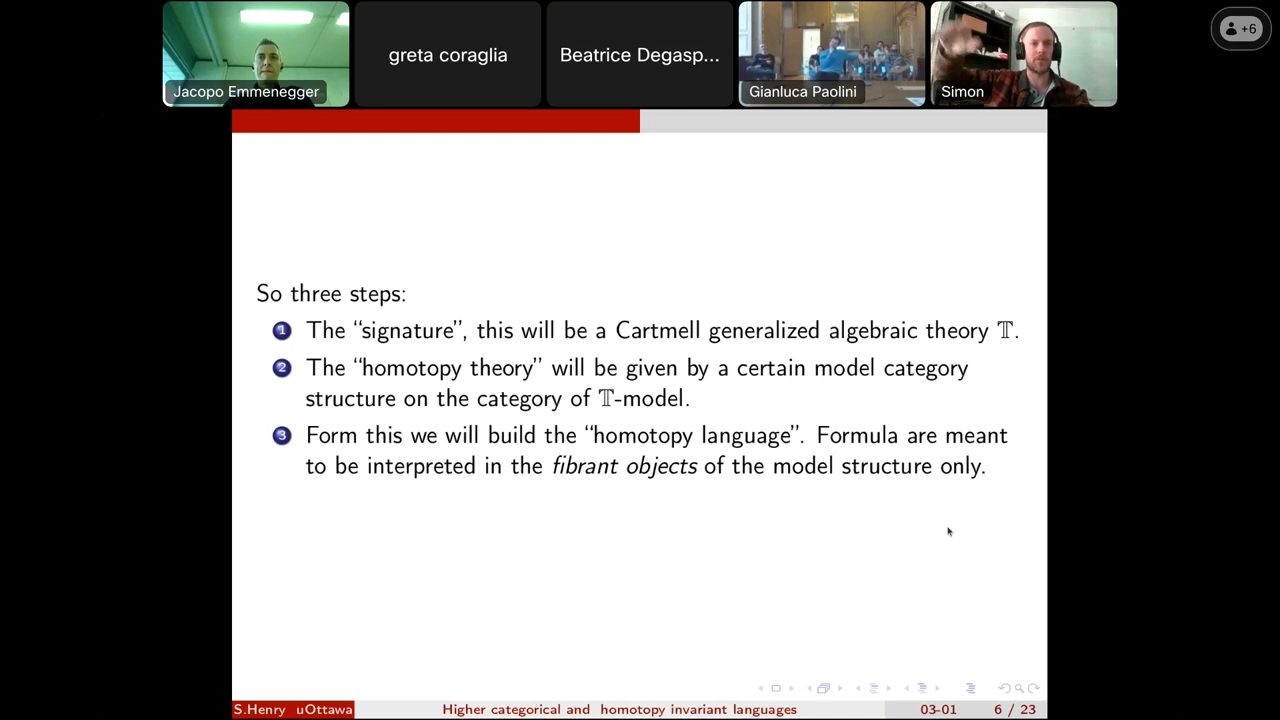 Jacopo Emmenegger
greta coraglia
Beatrice Degasp...
Gianluca Paolini
Simon
+6
So three steps:
1 The “signature”, this will be a Cartmell generalized algebraic theory 𝕋.
2 The “homotopy theory” will be given by a certain model category
structure on the category of 𝕋-model.
3 Form this we will build the “homotopy language”. Formula are meant
to be interpreted in the fibrant objects of the model structure only.
S.Henry uOttawa
Higher categorical and homotopy invariant languages
03-01
6 / 23